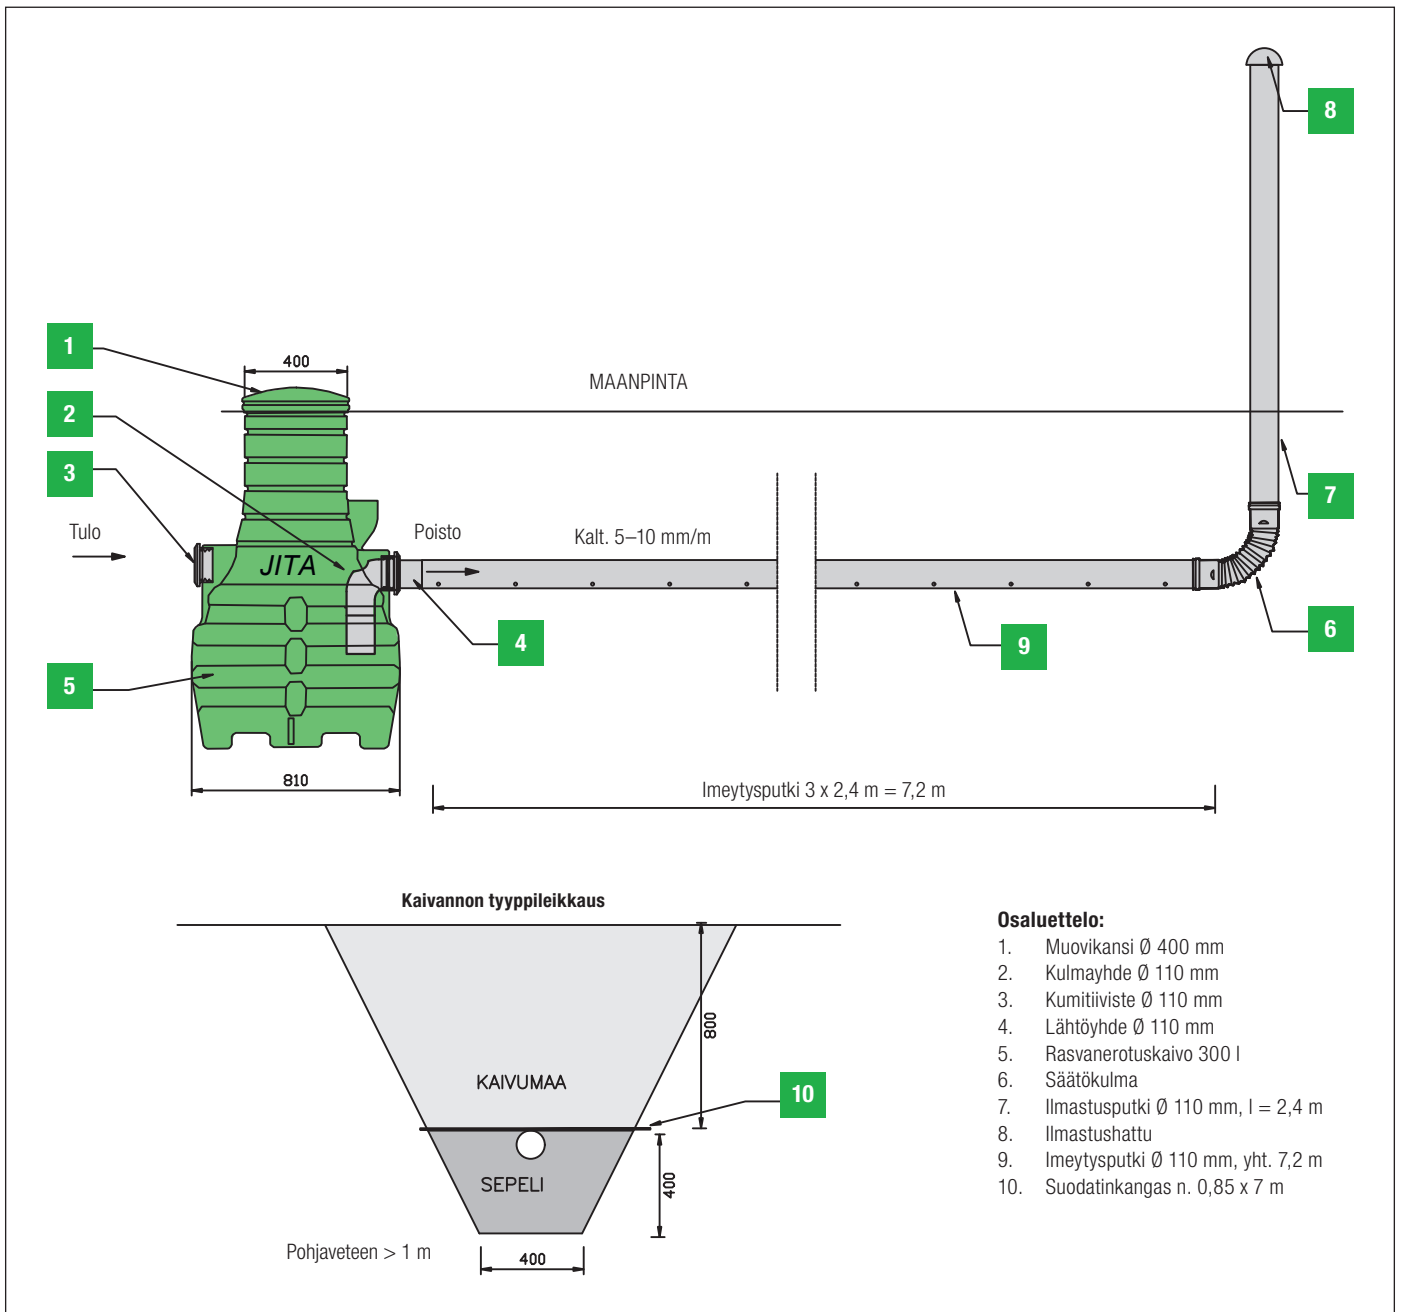 8
1
400
MAANPINTA
2
3
7
Tulo
Poisto
Kalt. 5–10 mm/m
JITA
4
9
6
5
810
Imeytysputki 3 x 2,4 m = 7,2 m
Kaivannon tyyppileikkaus
800
KAIVUMAA
10
SEPELI
400
Pohjaveteen > 1 m
400
Osaluettelo:
1. Muovikansi Ø 400 mm
2. Kulmayhde Ø 110 mm
3. Kumitiiviste Ø 110 mm
4. Lähtöyhde Ø 110 mm
5. Rasvanerotuskaivo 300 l
6. Säätökulma
7. Ilmastusputki Ø 110 mm, l = 2,4 m
8. Ilmastushattu
9. Imeytysputki Ø 110 mm, yht. 7,2 m
10. Suodatinkangas n. 0,85 x 7 m